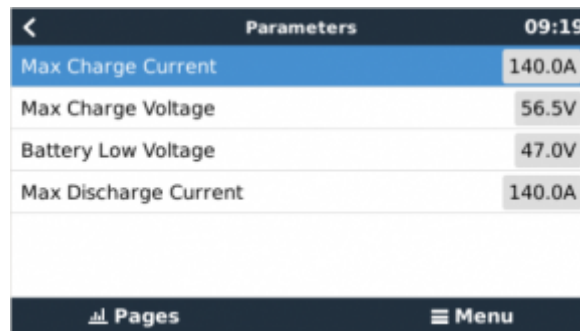 Parameters 09:19
Max Charge Current 140.0A
Max Charge Voltage 56.5V
Battery Low Voltage 47.0V
Max Discharge Current 140.0A
Pages Menu